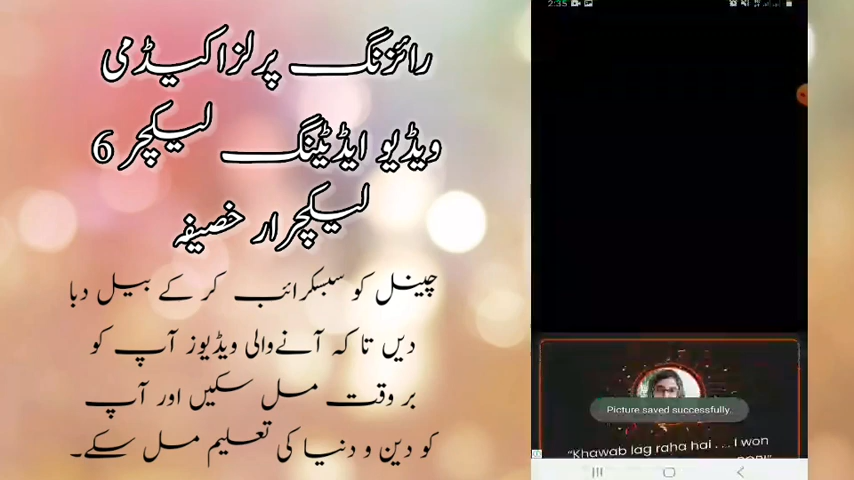 رائزنگ پرلز اکیڈمی
ویڈیو ایڈیٹنگ لیکچر 6
لیکچرار خصیفہ
چینل کو سبسکرائب کر کے بیل دبا
دیں تا کہ آنے والی ویڈیوز آپ کو
بر وقت مل سکیں اور آپ
کو دین و دنیا کی تعلیم مل سکے۔
2:35
Picture saved successfully.
"Khawab lag raha hai . . . I won